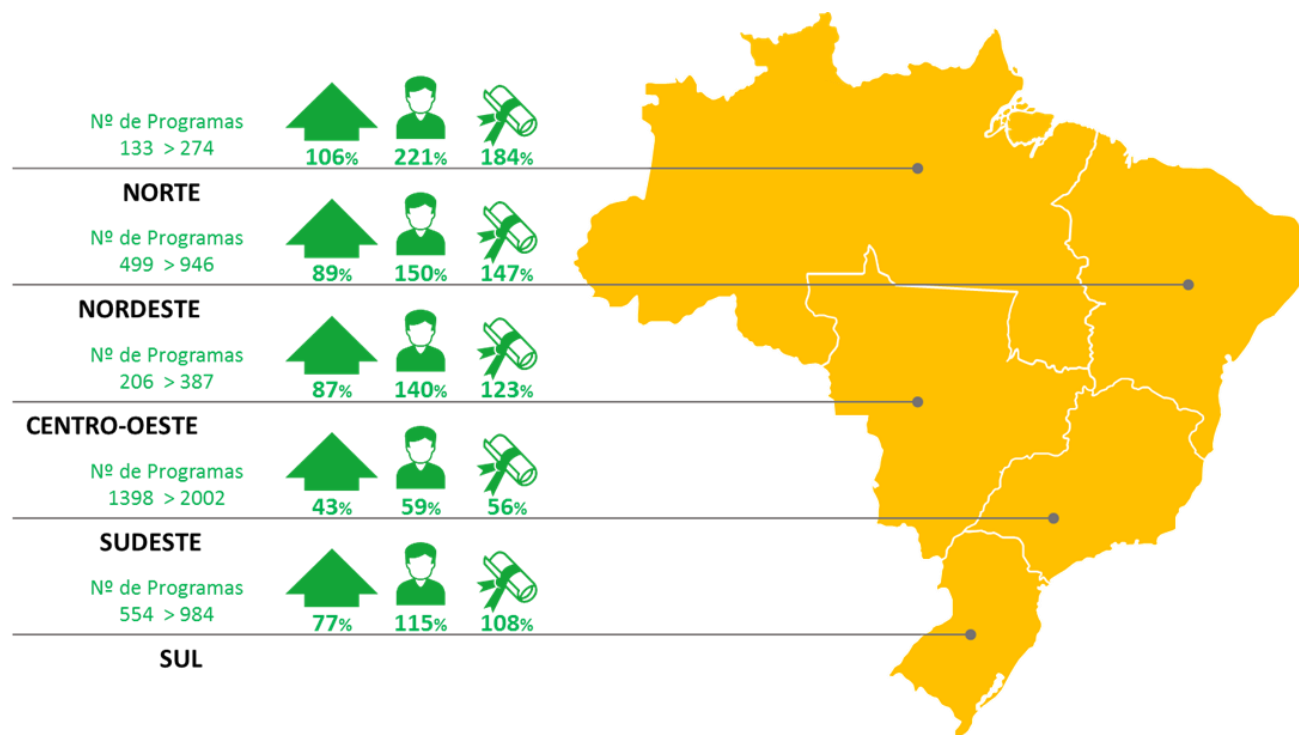 Nº de Programas
133 > 274
106% 221% 184%
NORTE
Nº de Programas
499 > 946
89% 150% 147%
NORDESTE
Nº de Programas
206 > 387
87% 140% 123%
CENTRO-OESTE
Nº de Programas
1398 > 2002
43% 59% 56%
SUDESTE
Nº de Programas
554 > 984
77% 115% 108%
SUL